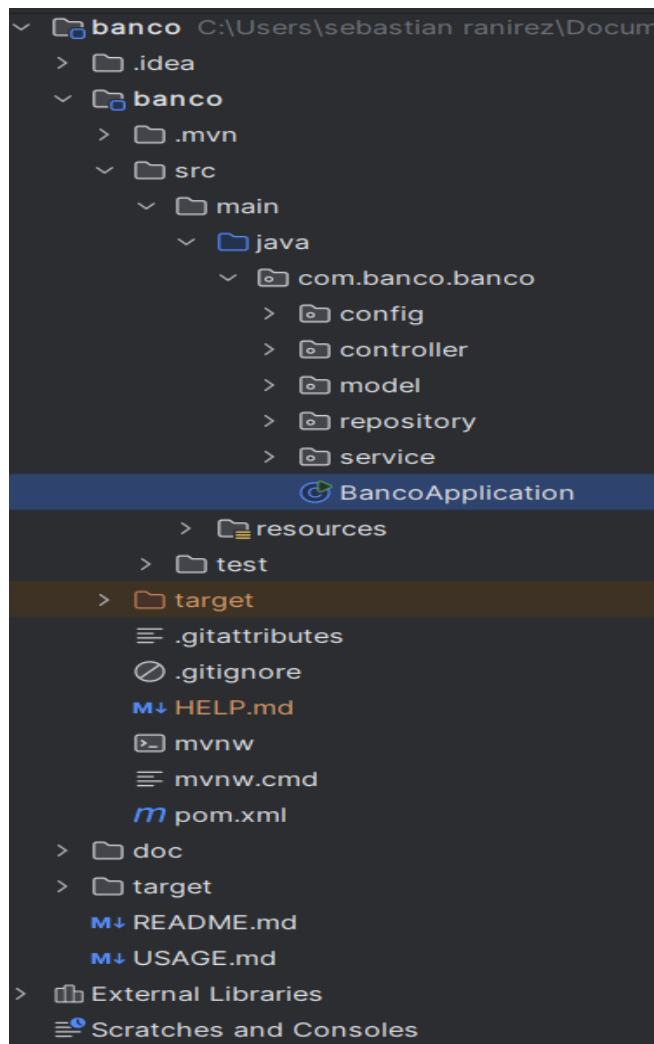 banco C:\Users\sebastian ranirez\Docum
.idea
banco
.mvn
src
main
java
com.banco.banco
config
controller
model
repository
service
BancoApplication
resources
test
target
.gitattributes
.gitignore
M↓ HELP.md
mvnw
mvnw.cmd
m pom.xml
doc
target
M↓ README.md
M↓ USAGE.md
External Libraries
Scratches and Consoles